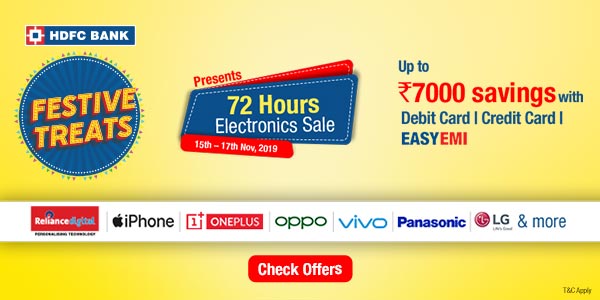 HDFC BANK
FESTIVE
TREATS
Presents
72 Hours
Electronics Sale
15th – 17th Nov, 2019
Up to
₹7000 savings with
Debit Card | Credit Card |
EASYEMI
Reliance digital
PERSONALISING TECHNOLOGY
iPhone
1+ ONEPLUS
oppo
vivo
Panasonic
LG
Life's Good
& more
Check Offers
T&C Apply